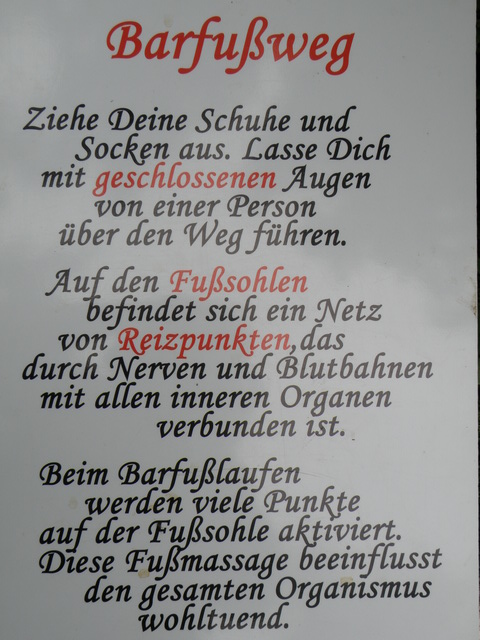 Barfußweg
Ziehe Deine Schuhe und
Socken aus. Lasse Dich
mit geschlossenen Augen
von einer Person
über den Weg führen.
Auf den Fußsohlen
befindet sich ein Netz
von Reizpunkten,das
durch Nerven und Blutbahnen
mit allen inneren Organen
verbunden ist.
Beim Barfußlaufen
werden viele Punkte
auf der Fußsohle aktiviert.
Diese Fußmassage beeinflusst
den gesamten Organismus
wohltuend.